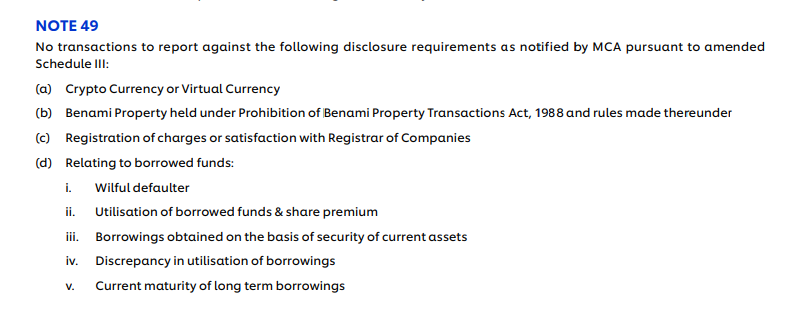 NOTE 49
No transactions to report against the following disclosure requirements as notified by MCA pursuant to amended
Schedule III:
(a) Crypto Currency or Virtual Currency
(b) Benami Property held under Prohibition of Benami Property Transactions Act, 1988 and rules made thereunder
(c) Registration of charges or satisfaction with Registrar of Companies
(d) Relating to borrowed funds:
i. Wilful defaulter
ii. Utilisation of borrowed funds & share premium
iii. Borrowings obtained on the basis of security of current assets
iv. Discrepancy in utilisation of borrowings
v. Current maturity of long term borrowings